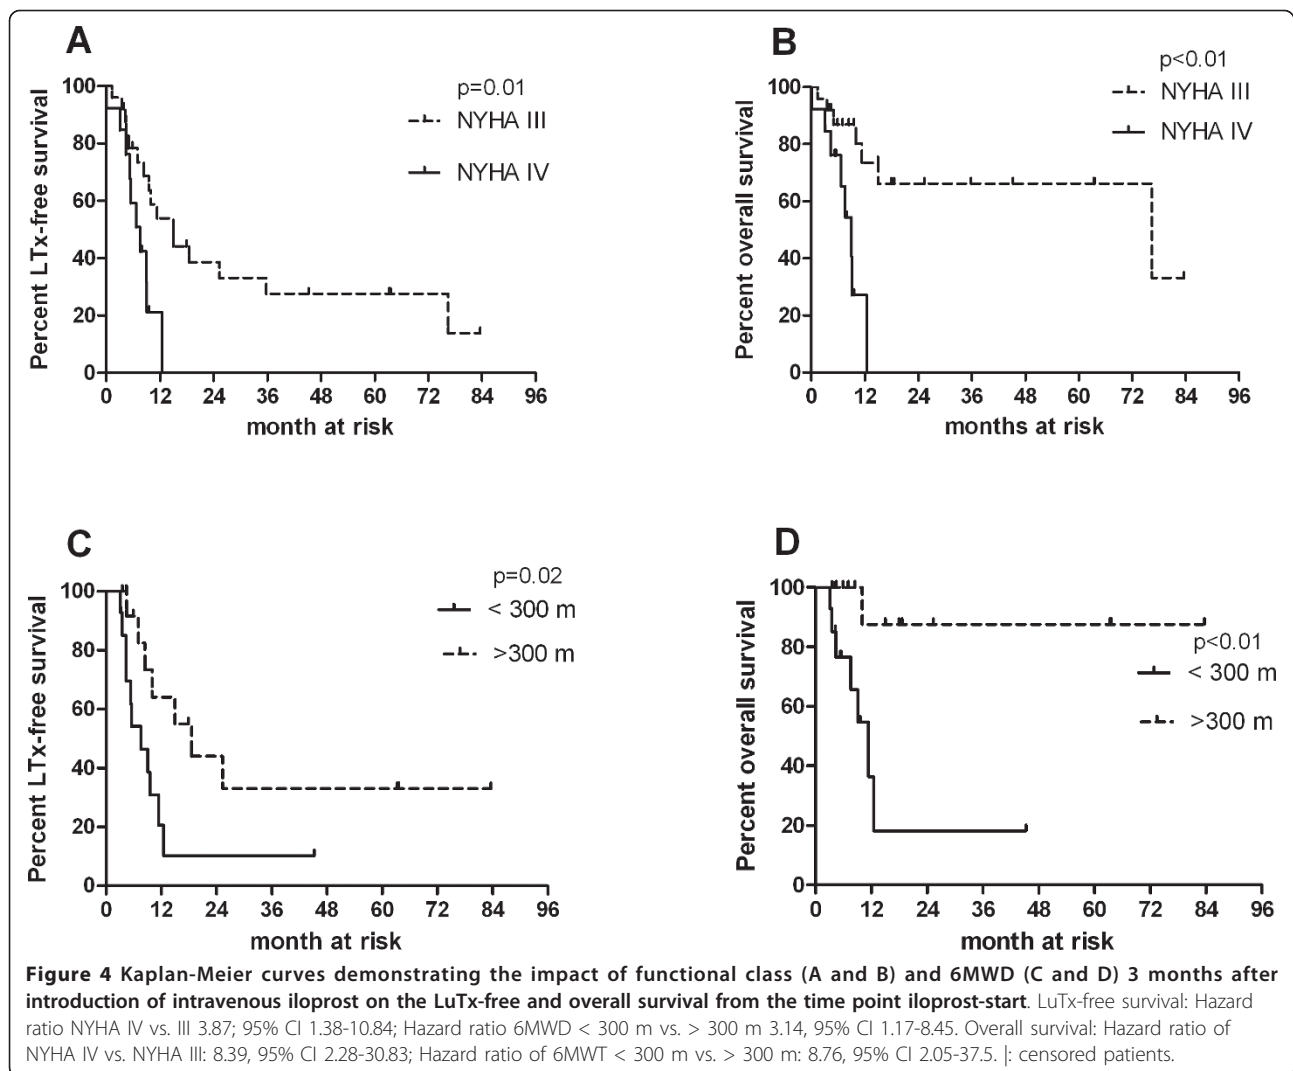 A
p=0.01
NYHA III
NYHA IV
Percent LTx-free survival
100
80
60
40
20
0
0 12 24 36 48 60 72 84 96
month at risk
B
p<0.01
NYHA III
NYHA IV
Percent overall survival
100
80
60
40
20
0
0 12 24 36 48 60 72 84 96
months at risk
C
p=0.02
< 300 m
>300 m
Percent LTx-free survival
100
80
60
40
20
0
0 12 24 36 48 60 72 84 96
month at risk
D
p<0.01
< 300 m
>300 m
Percent overall survival
100
80
60
40
20
0
0 12 24 36 48 60 72 84 96
month at risk
Figure 4 Kaplan-Meier curves demonstrating the impact of functional class (A and B) and 6MWD (C and D) 3 months after
introduction of intravenous iloprost on the LuTx-free and overall survival from the time point iloprost-start. LuTx-free survival: Hazard
ratio NYHA IV vs. III 3.87; 95% CI 1.38-10.84; Hazard ratio 6MWD < 300 m vs. > 300 m 3.14, 95% CI 1.17-8.45. Overall survival: Hazard ratio of
NYHA IV vs. NYHA III: 8.39, 95% CI 2.28-30.83; Hazard ratio of 6MWT < 300 m vs. > 300 m: 8.76, 95% CI 2.05-37.5. |: censored patients.